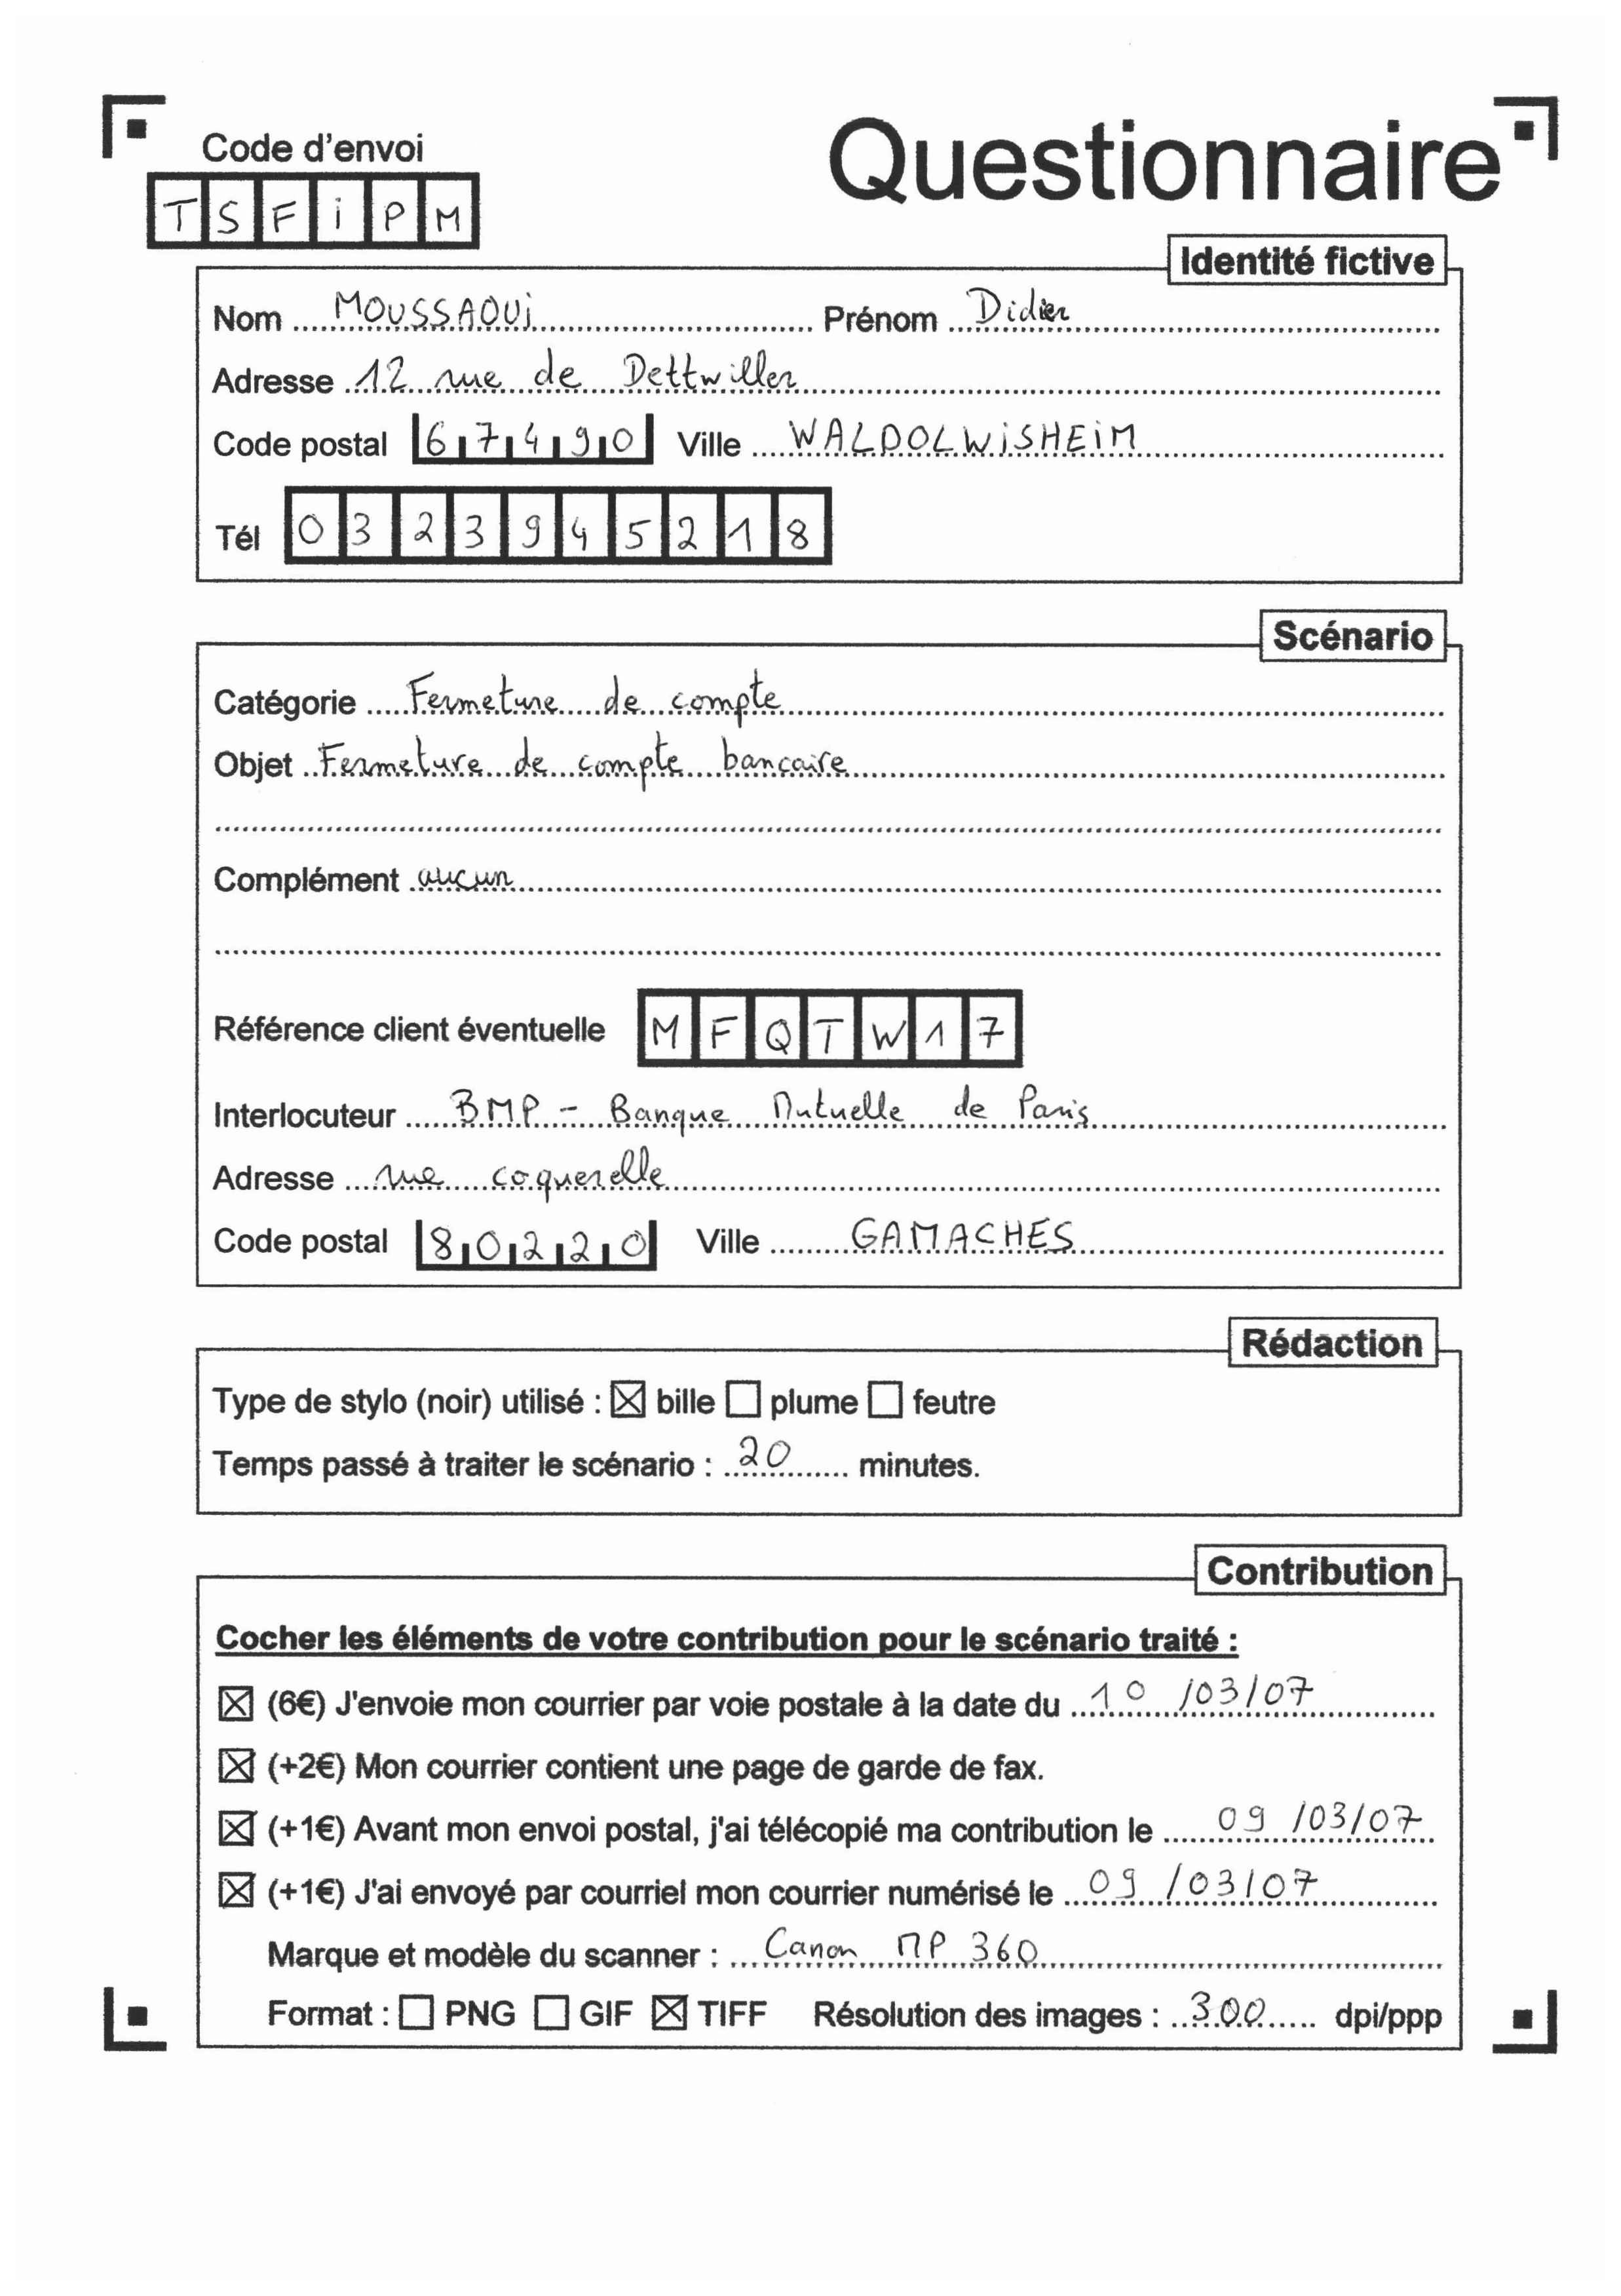 Code d'envoi
Questionnaire
TSFiPM
Identité fictive
Nom MOUSSAOUi Prénom Didier
Adresse 12 rue de Dettwiller
Code postal 67490 Ville WALDOLWiSHEiM
Tél 0323945218
Scénario
Catégorie Fermeture de compte
Objet Fermeture de compte bancaire
Complément aucun
Référence client éventuelle MFQTW17
Interlocuteur BMP - Banque Mutuelle de Paris
Adresse rue coquerelle
Code postal 80220 Ville GAMACHES
Rédaction
Type de stylo (noir) utilisé : ☒ bille ☐ plume ☐ feutre
Temps passé à traiter le scénario : 20 minutes.
Contribution
Cocher les éléments de votre contribution pour le scénario traité :
☒ (6€) J'envoie mon courrier par voie postale à la date du 10/03/07
☒ (+2€) Mon courrier contient une page de garde de fax.
☒ (+1€) Avant mon envoi postal, j'ai télécopié ma contribution le 09/03/07
☒ (+1€) J'ai envoyé par courriel mon courrier numérisé le 09/03/07
Marque et modèle du scanner : Canon MP 360
Format : ☐ PNG ☐ GIF ☒ TIFF Résolution des images : 300 dpi/ppp